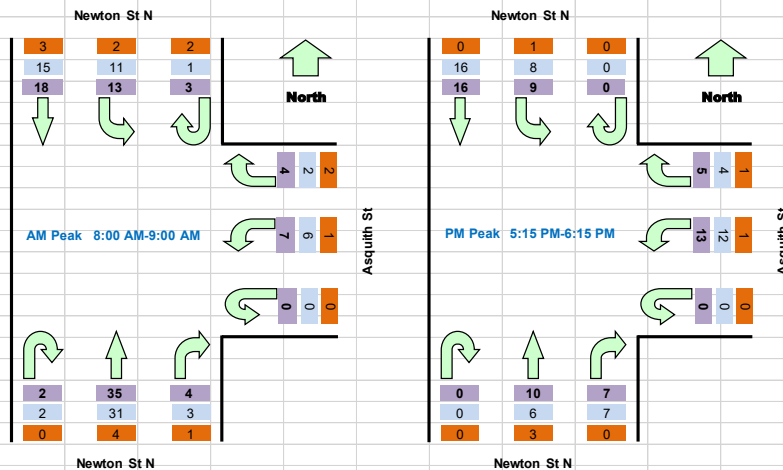 Newton St N
3 2 2
15 11 1
18 13 3
North
4 2 2
AM Peak 8:00 AM-9:00 AM
7 6 1
Asquith St
0 0 0
2 35 4
2 31 3
0 4 1
Newton St N
Newton St N
0 1 0
16 8 0
16 9 0
North
5 4 1
PM Peak 5:15 PM-6:15 PM
13 12 1
Asquith St
0 0 0
0 10 7
0 6 7
0 3 0
Newton St N